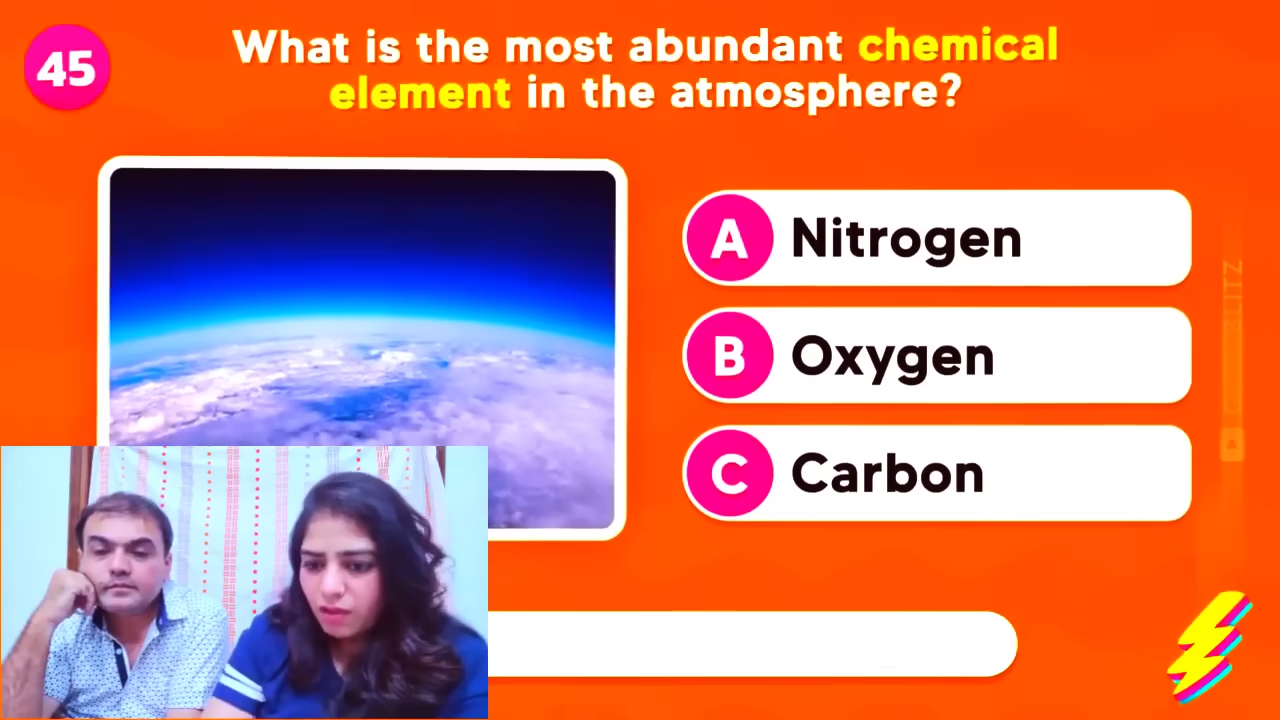 45
What is the most abundant chemical
element in the atmosphere?
A Nitrogen
B Oxygen
C Carbon